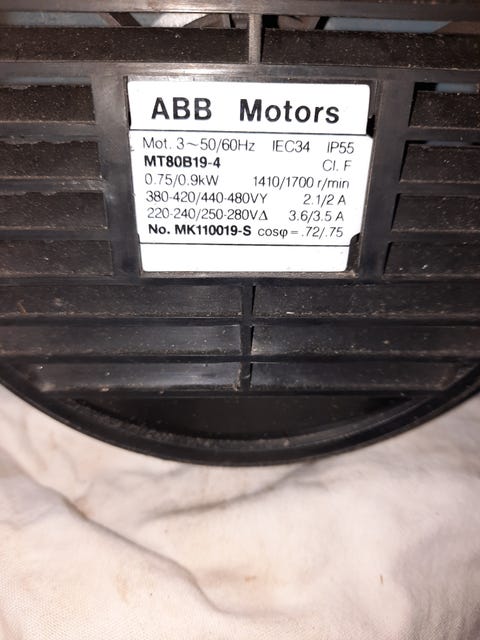 ABB Motors
Mot. 3~50/60Hz IEC34 IP55
MT80B19-4 Cl. F
0.75/0.9kW 1410/1700 r/min
380-420/440-480VY 2.1/2 A
220-240/250-280VΔ 3.6/3.5 A
No. MK110019-S cosφ=.72/.75